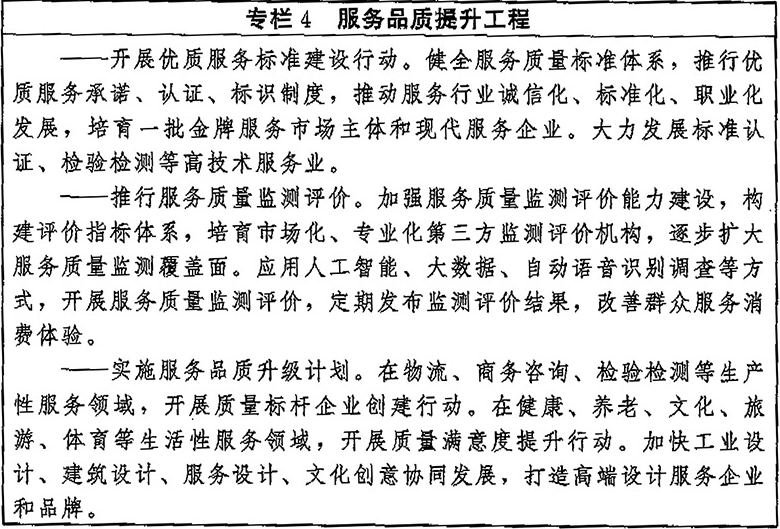 专栏4 服务品质提升工程
——开展优质服务标准建设行动。健全服务质量标准体系，推行优
质服务承诺、认证、标识制度，推动服务行业诚信化、标准化、职业化
发展，培育一批金牌服务市场主体和现代服务企业。大力发展标准认
证、检验检测等高技术服务业。
——推行服务质量监测评价。加强服务质量监测评价能力建设，构
建评价指标体系，培育市场化、专业化第三方监测评价机构，逐步扩大
服务质量监测覆盖面。应用人工智能、大数据、自动语音识别调查等方
式，开展服务质量监测评价，定期发布监测评价结果，改善群众服务消
费体验。
——实施服务品质升级计划。在物流、商务咨询、检验检测等生产
性服务领域，开展质量标杆企业创建行动。在健康、养老、文化、旅
游、体育等生活性服务领域，开展质量满意度提升行动。加快工业设
计、建筑设计、服务设计、文化创意协同发展，打造高端设计服务企业
和品牌。